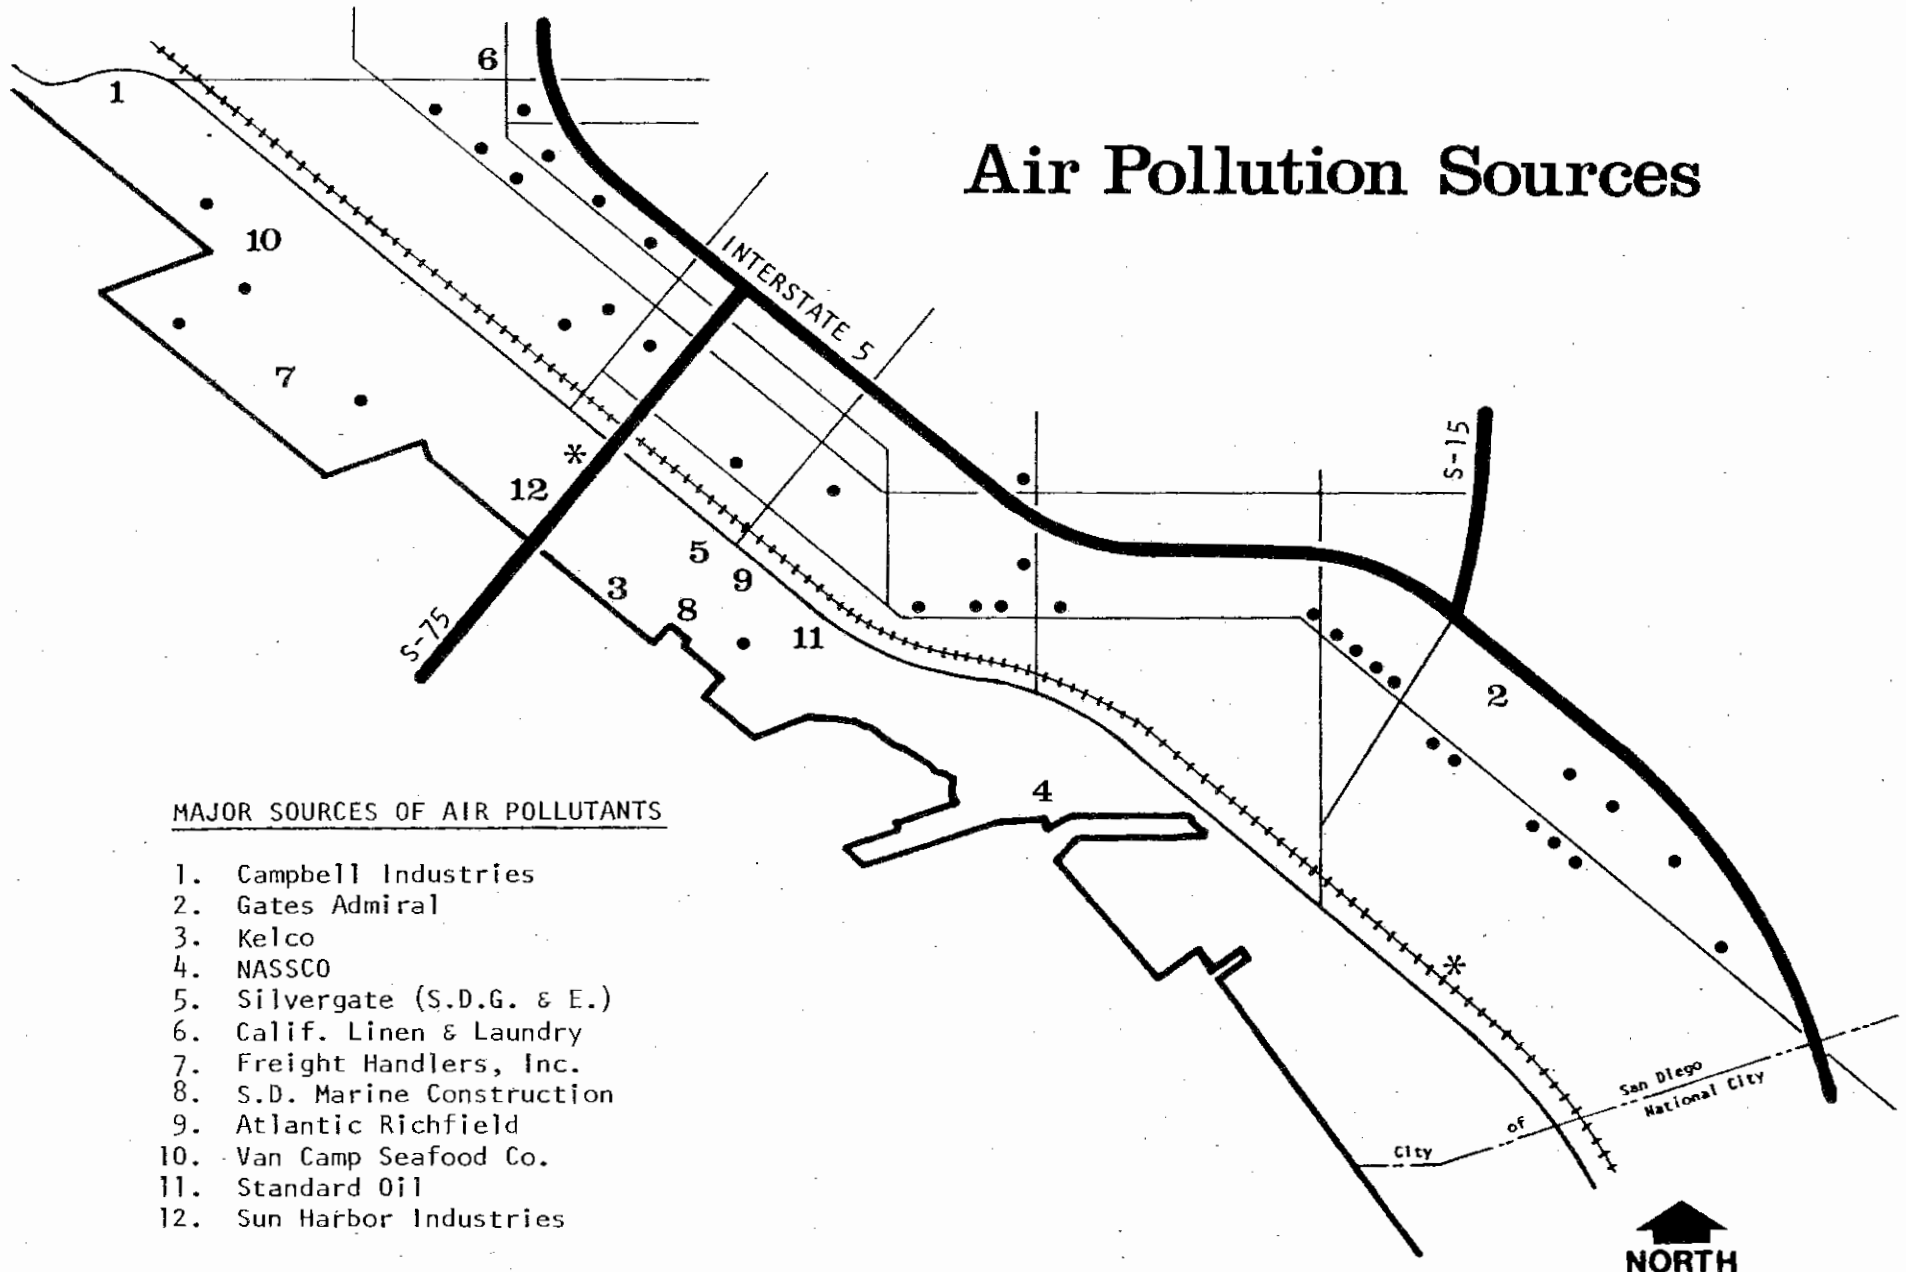 6
1
Air Pollution Sources
10
INTERSTATE 5
7
S-15
*
12
5
9
3
8
11
S-75
2
4
MAJOR SOURCES OF AIR POLLUTANTS
1. Campbell Industries
2. Gates Admiral
3. Kelco
4. NASSCO
5. Silvergate (S.D.G. & E.)
6. Calif. Linen & Laundry
7. Freight Handlers, Inc.
8. S.D. Marine Construction
9. Atlantic Richfield
10. Van Camp Seafood Co.
11. Standard Oil
12. Sun Harbor Industries
*
City of San Diego
National City
NORTH